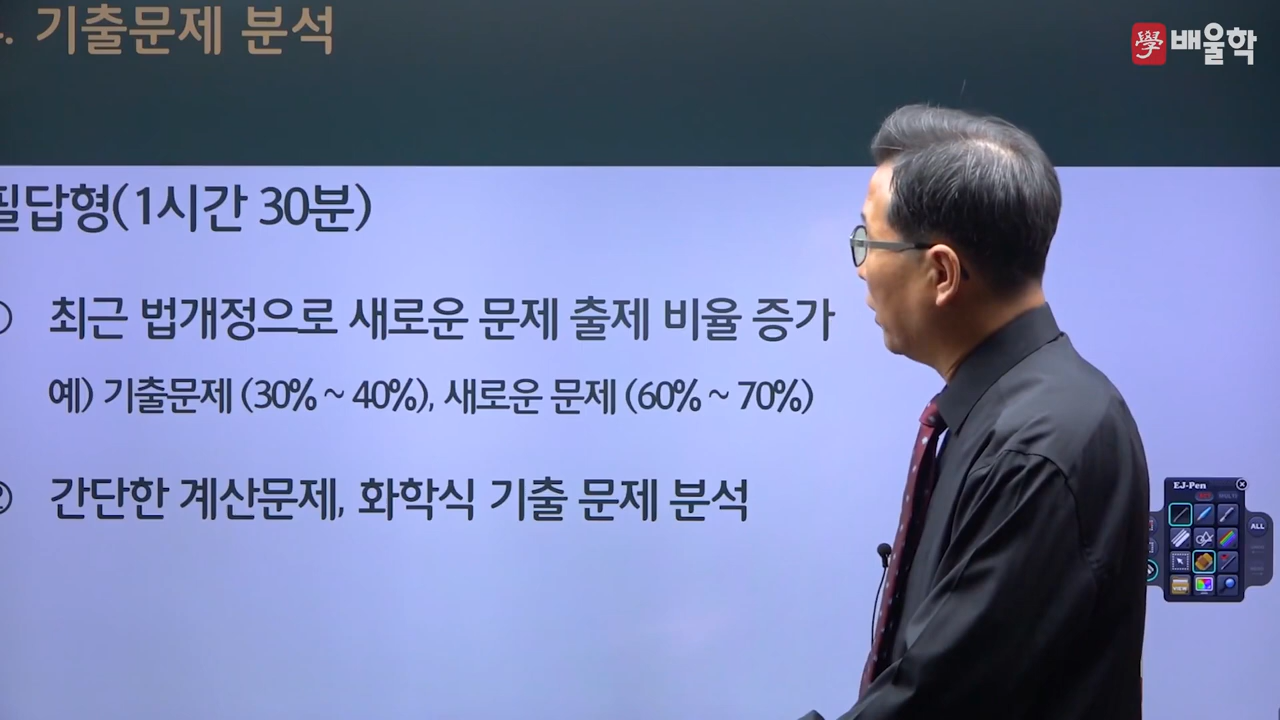 기출문제 분석
學 배울학
필답형(1시간 30분)
최근 법개정으로 새로운 문제 출제 비율 증가
예) 기출문제 (30% ~ 40%), 새로운 문제 (60% ~ 70%)
② 간단한 계산문제, 화학식 기출 문제 분석
EJ-Pen
ALL